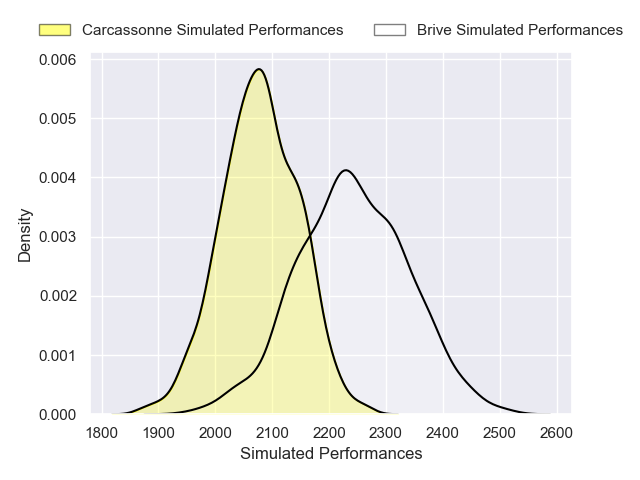 Carcassonne Simulated Performances Brive Simulated Performances
0.006
0.005
0.004
0.003
0.002
0.001
0.000
Density
1800 1900 2000 2100 2200 2300 2400 2500 2600
Simulated Performances